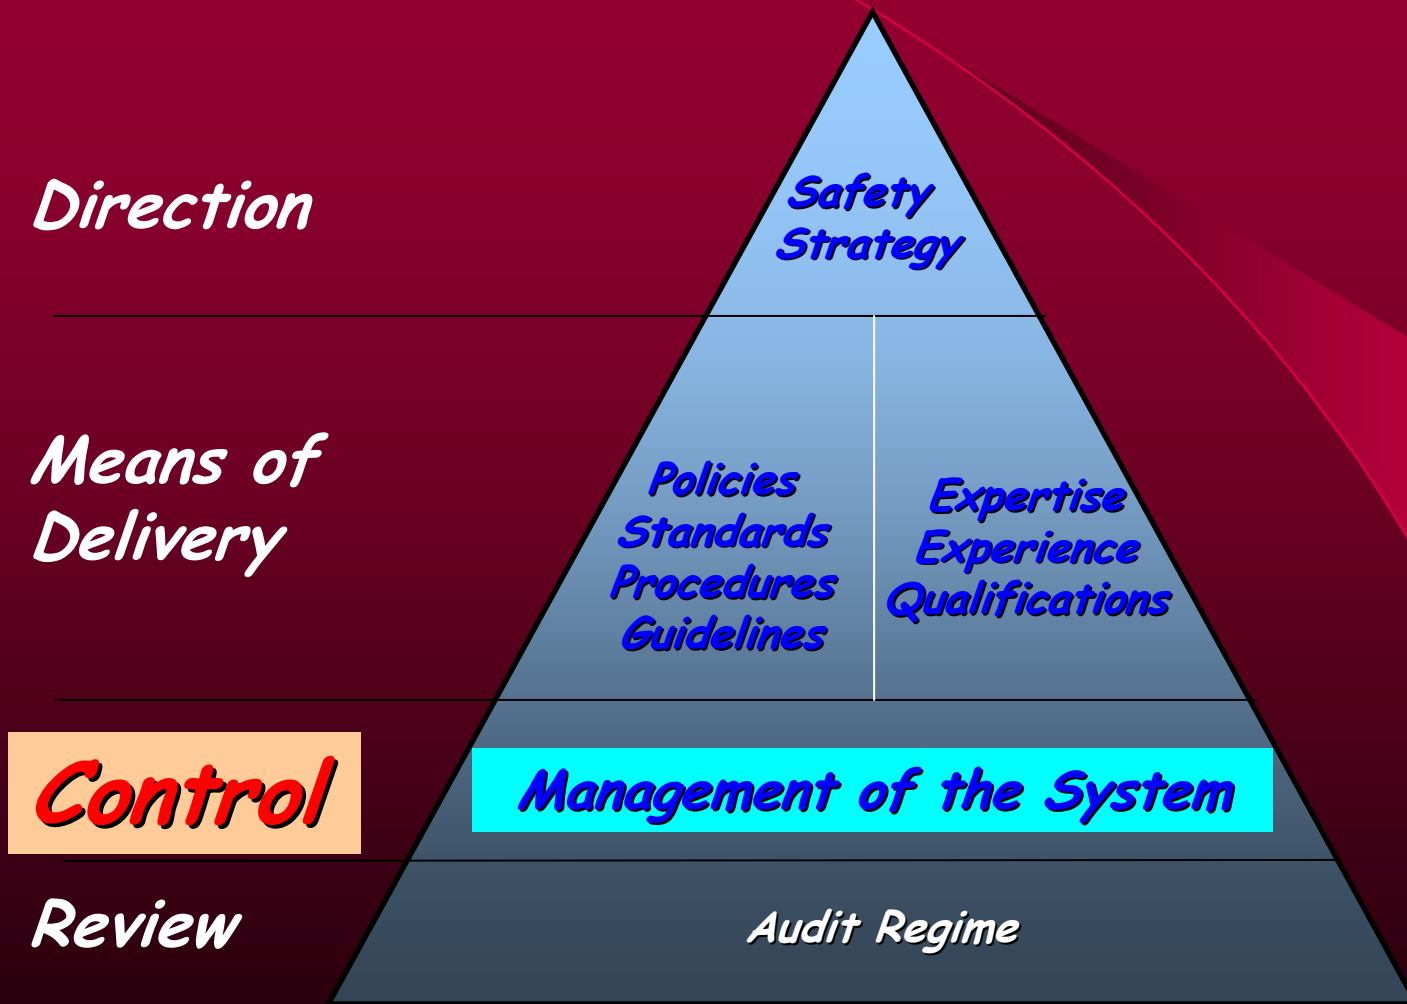 Direction
Safety
Strategy
Means of
Delivery
Policies
Standards
Procedures
Guidelines
Expertise
Experience
Qualifications
Control
Management of the System
Review
Audit Regime